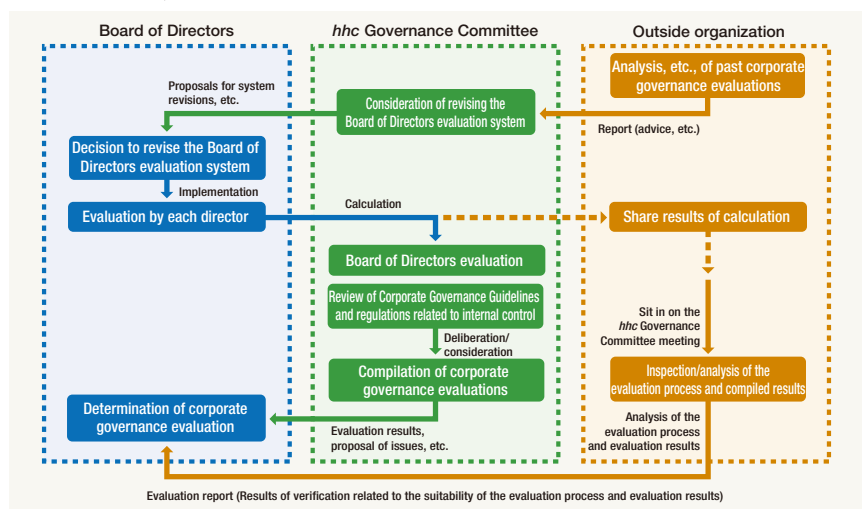 Board of Directors
hhc Governance Committee
Outside organization
Analysis, etc., of past corporate
governance evaluations
Proposals for system
revisions, etc.
Consideration of revising the
Board of Directors evaluation system
Report (advice, etc.)
Decision to revise the Board of
Directors evaluation system
Implementation
Evaluation by each director
Calculation
Share results of calculation
Board of Directors evaluation
Review of Corporate Governance Guidelines
and regulations related to internal control
Sit in on the
hhc Governance
Committee meeting
Deliberation/
consideration
Compilation of corporate
governance evaluations
Inspection/analysis of the
evaluation process and compiled results
Determination of corporate
governance evaluation
Evaluation results,
proposal of issues, etc.
Analysis of the
evaluation process
and evaluation results
Evaluation report (Results of verification related to the suitability of the evaluation process and evaluation results)